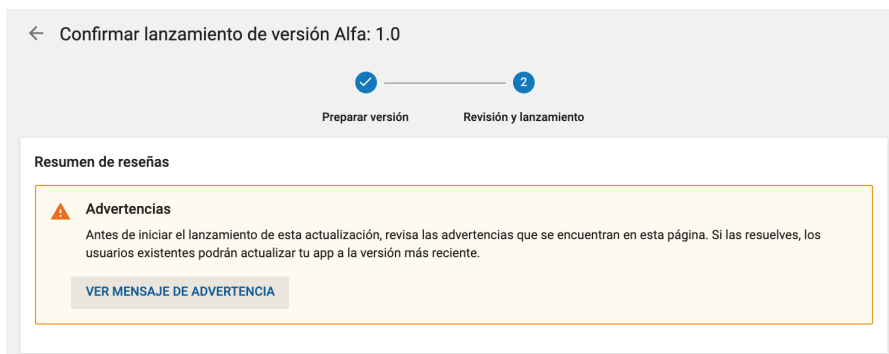 Confirmar lanzamiento de versión Alfa: 1.0
2
Preparar versión
Revisión y lanzamiento
Resumen de reseñas
Advertencias
Antes de iniciar el lanzamiento de esta actualización, revisa las advertencias que se encuentran en esta página. Si las resuelves, los
usuarios existentes podrán actualizar tu app a la versión más reciente.
VER MENSAJE DE ADVERTENCIA